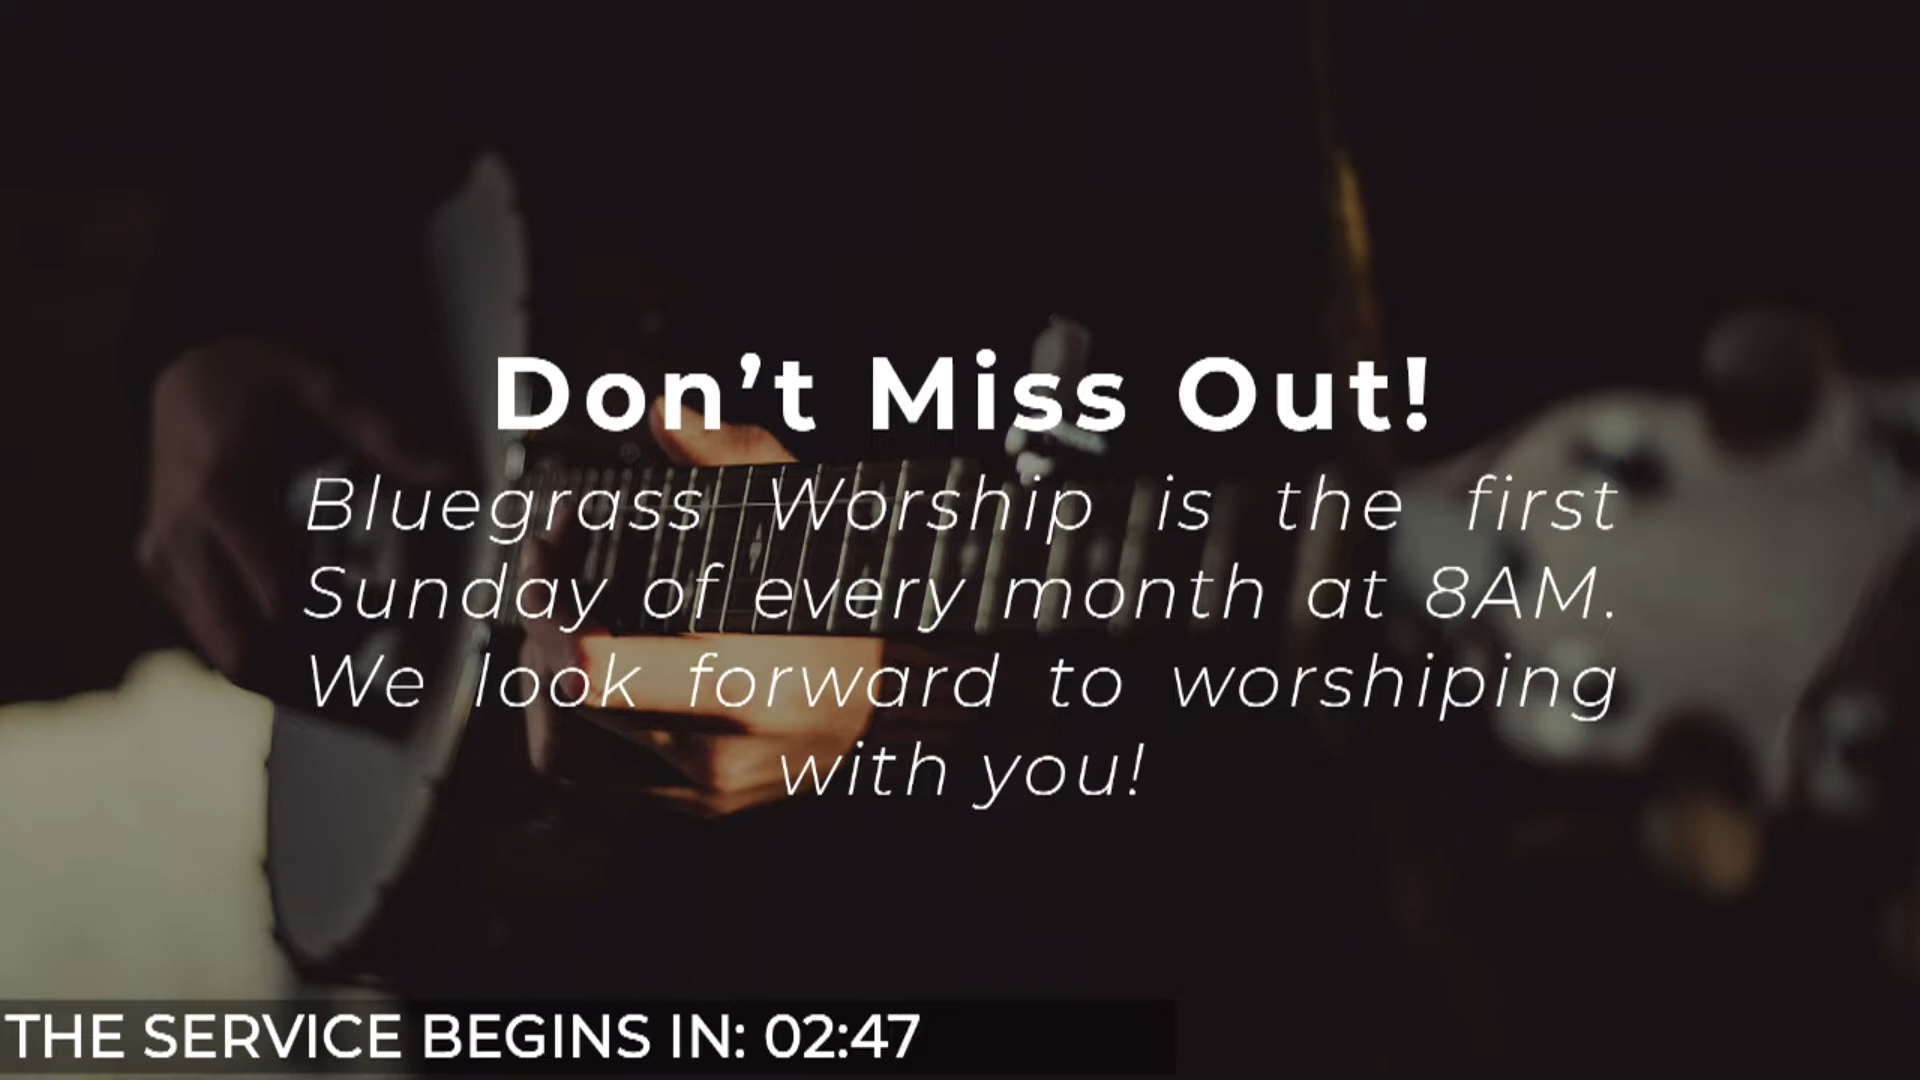 Don’t Miss Out!
Bluegrass Worship is the first
Sunday of every month at 8AM.
We look forward to worshiping
with you!
THE SERVICE BEGINS IN: 02:47